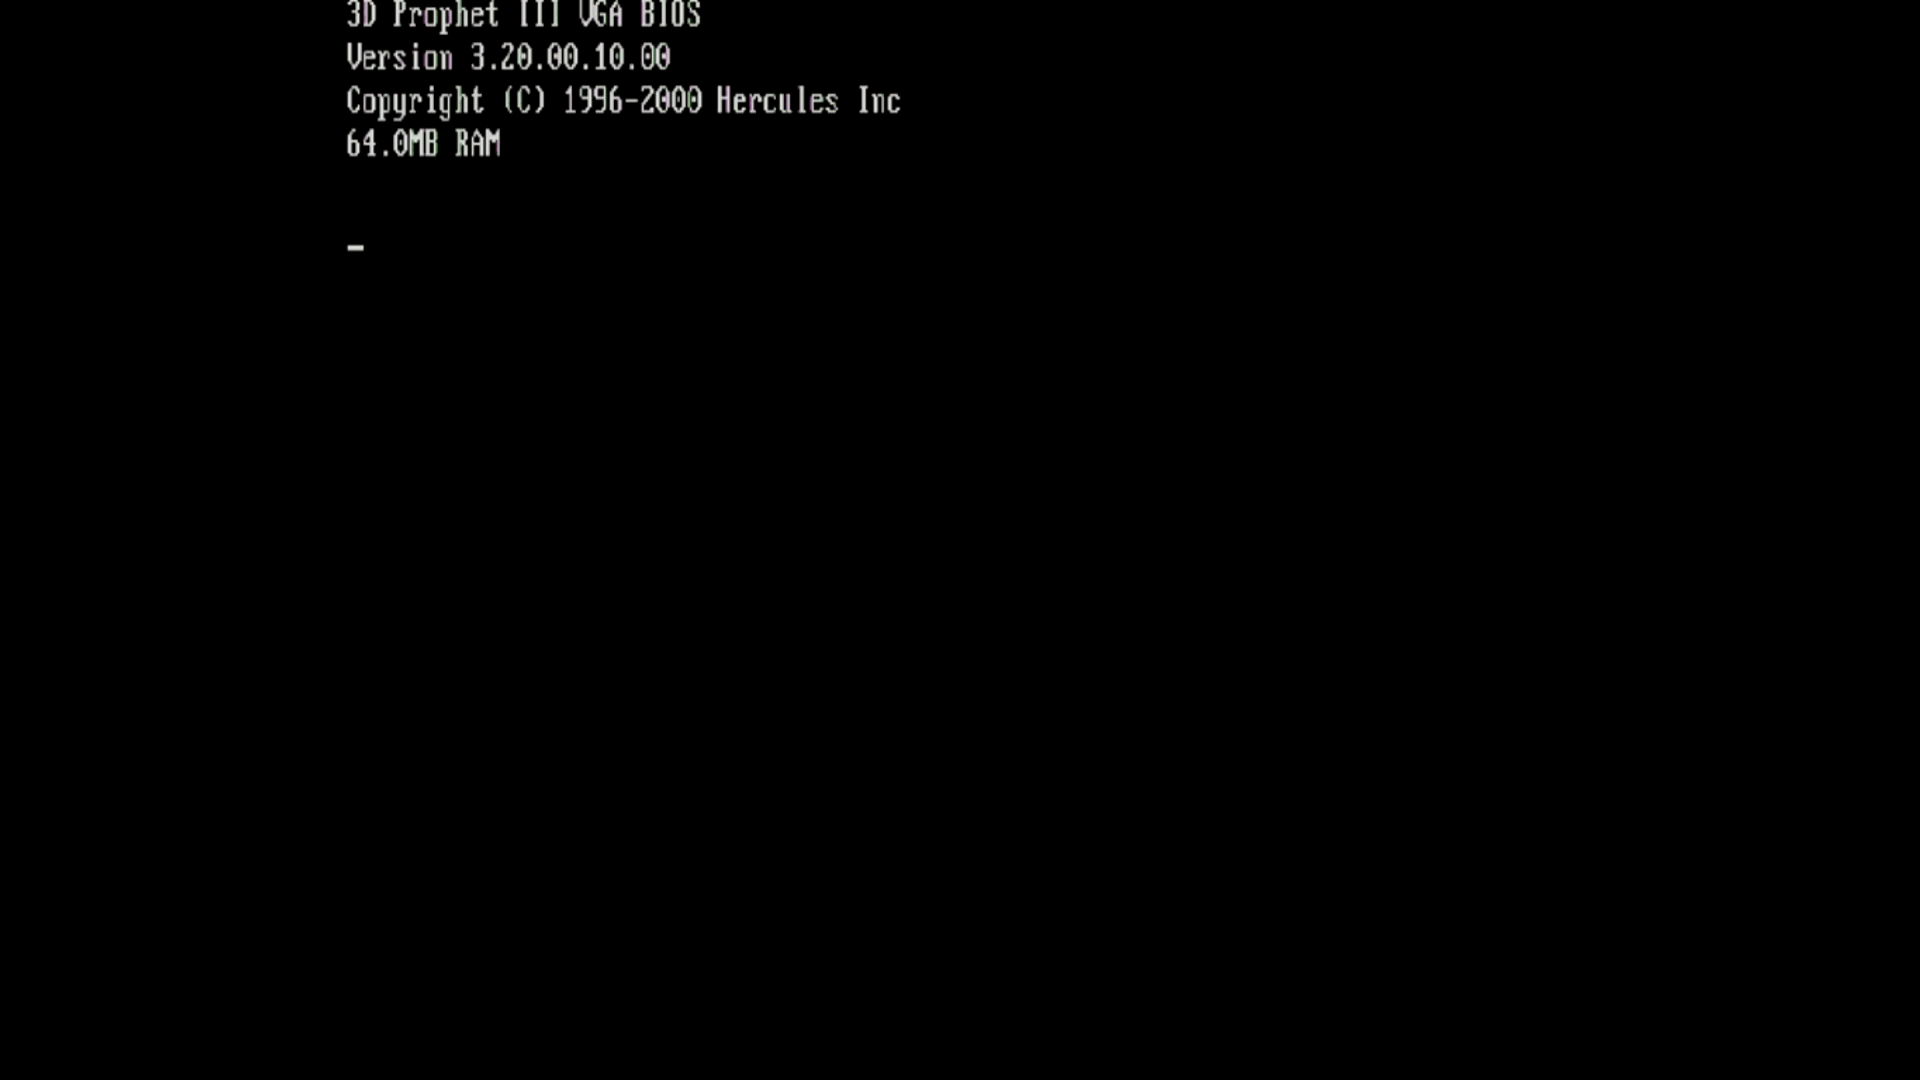 3D Prophet III VGA BIOS
Version 3.20.00.10.00
Copyright (C) 1996-2000 Hercules Inc
64.0MB RAM